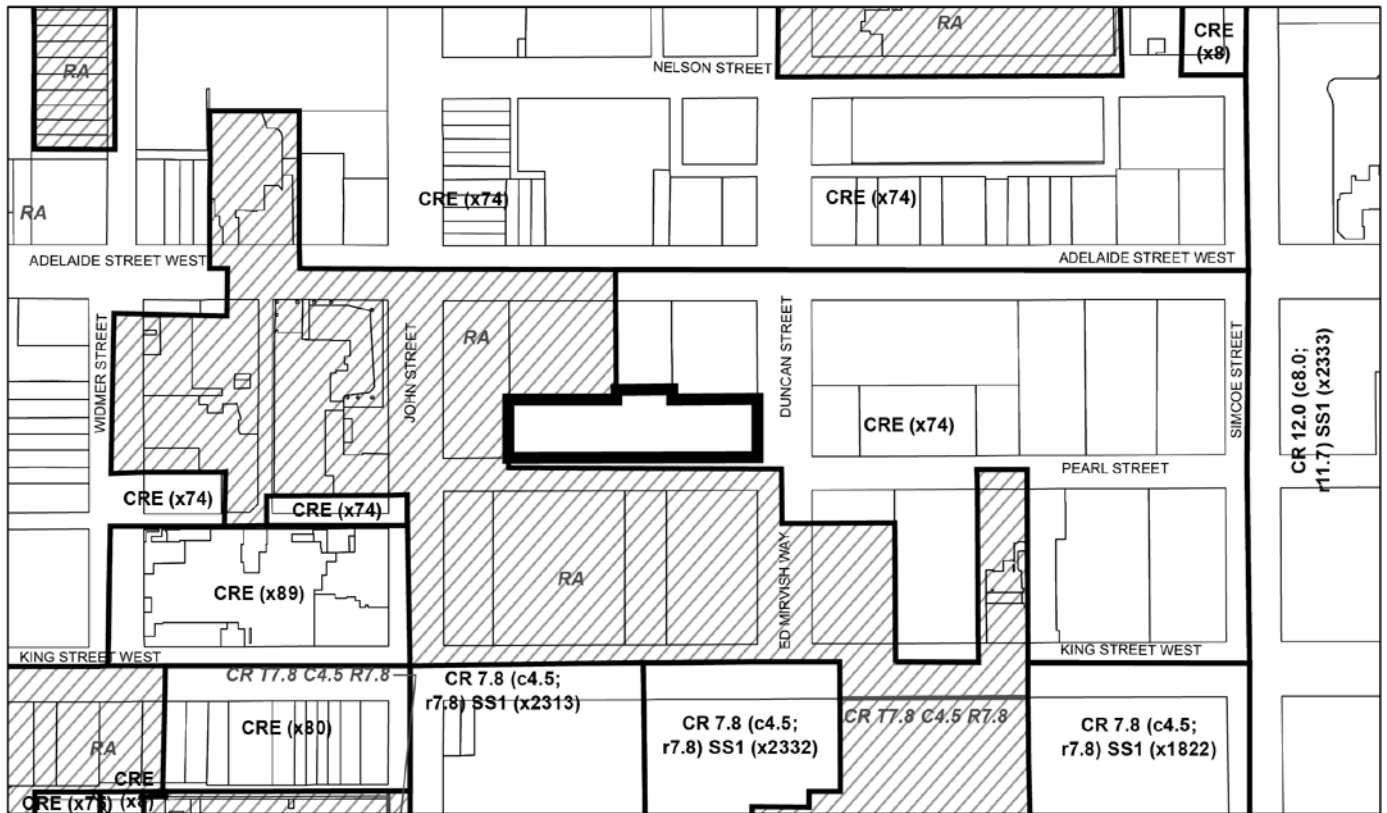 RA
CRE
(x8)
RA
NELSON STREET
RA
CRE (x74)
CRE (x74)
ADELAIDE STREET WEST
ADELAIDE STREET WEST
WIDMER STREET
JOHN STREET
RA
DUNCAN STREET
SIMCOE STREET
CR 12.0 (c8.0;
r11.7) SS1 (x2333)
CRE (x74)
PEARL STREET
CRE (x74)
CRE (x74)
ED MIRVISH WAY
RA
CRE (x89)
KING STREET WEST
KING STREET WEST
CR T7.8 C4.5 R7.8
CR 7.8 (c4.5;
r7.8) SS1 (x2313)
CRE (x80)
CR 7.8 (c4.5;
r7.8) SS1 (x2332)
CR T7.8 C4.5 R7.8
CR 7.8 (c4.5;
r7.8) SS1 (x1822)
RA
CRE
CRE